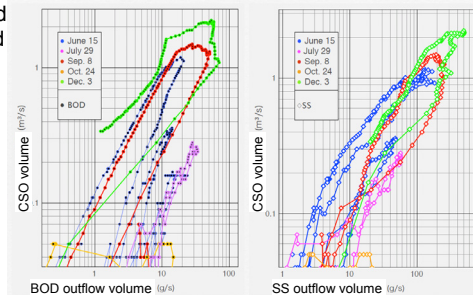 d
d
June 15
July 29
Sep. 8
Oct. 24
Dec. 3
BOD
1
.1
CSO volume (m³/s)
1
10
100
BOD outflow volume (g/s)
June 15
July 29
Sep. 8
Oct. 24
Dec. 3
SS
1
0.1
CSO volume (m³/s)
1
10
100
SS outflow volume (g/s)